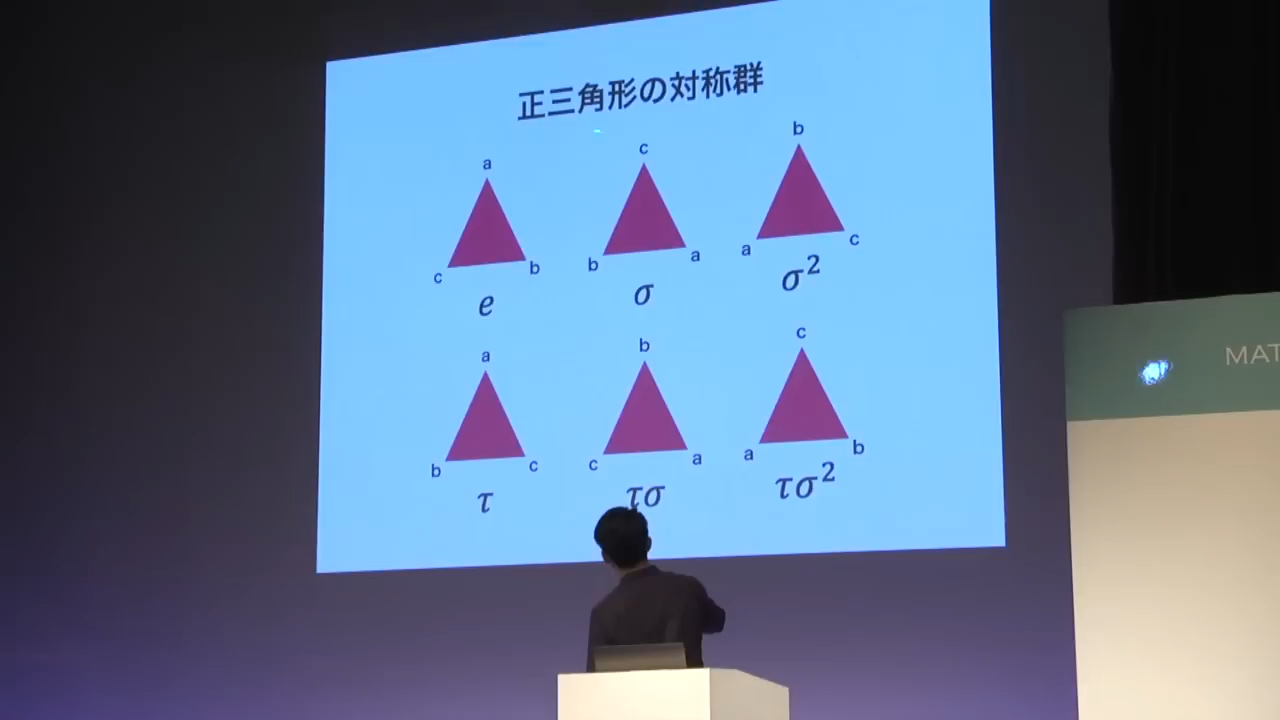 正三角形の対称群
a c b
c b b a a c
e σ σ²
a b c
b c c a a b
τ τσ τσ²
MAT